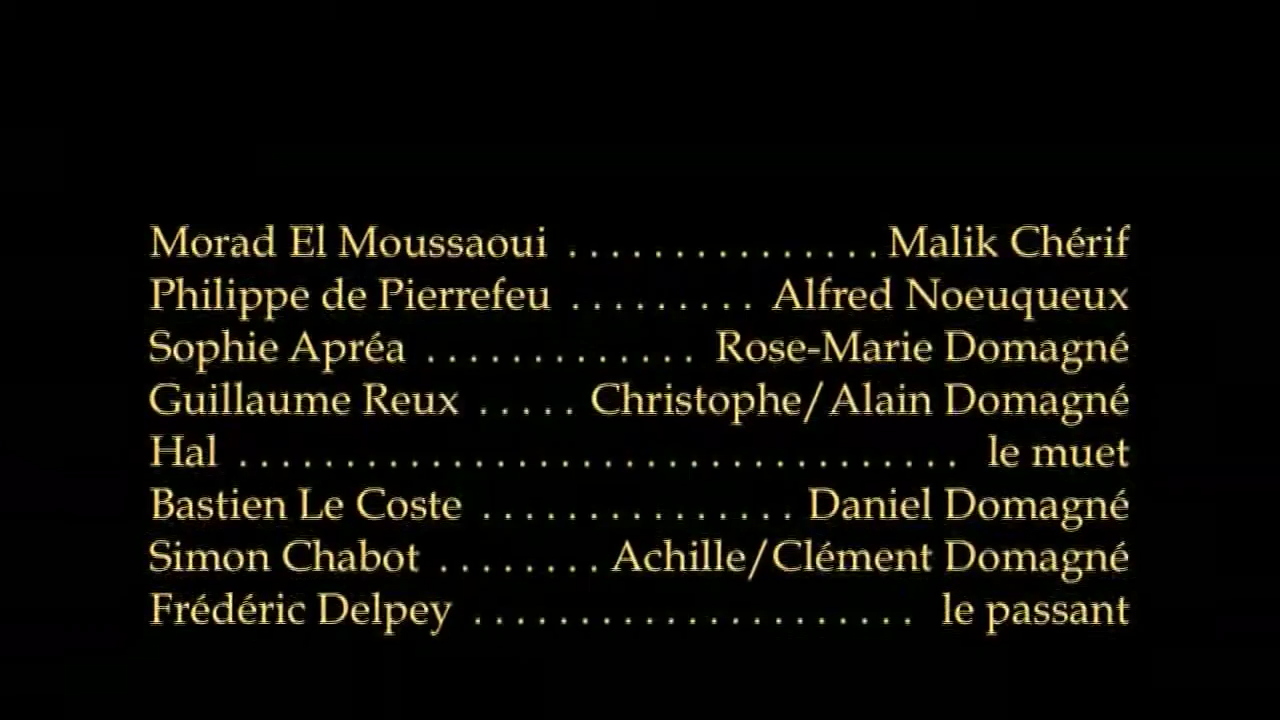 Morad El Moussaoui . . . . . . . . . . . . . . . Malik Chérif
Philippe de Pierrefeu . . . . . . . . . Alfred Noeuqueux
Sophie Apréa . . . . . . . . . . . . . Rose-Marie Domagné
Guillaume Reux . . . . . Christophe/Alain Domagné
Hal . . . . . . . . . . . . . . . . . . . . . . . . . . . . . . . . . . le muet
Bastien Le Coste . . . . . . . . . . . . . . . Daniel Domagné
Simon Chabot . . . . . . . . Achille/Clément Domagné
Frédéric Delpey . . . . . . . . . . . . . . . . . . . . . le passant